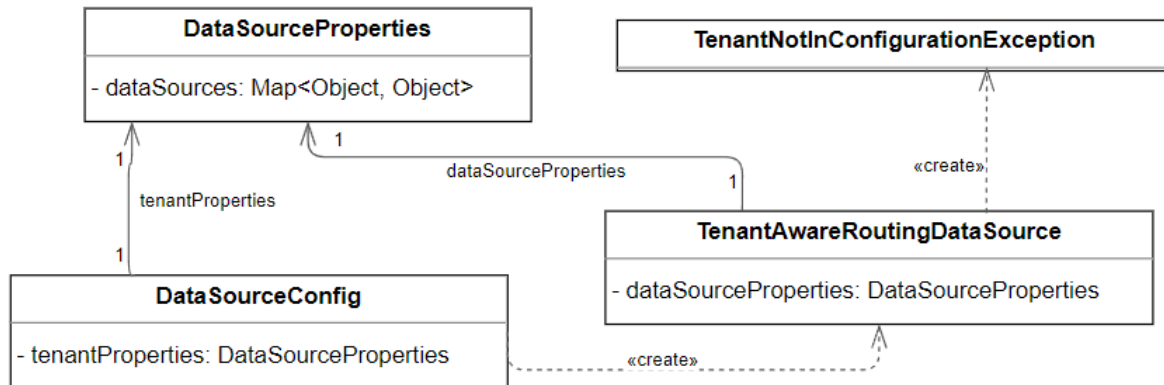 DataSourceProperties
- dataSources: Map<Object, Object>
TenantNotInConfigurationException
1
1
dataSourceProperties
1
«create»
1
tenantProperties
1
TenantAwareRoutingDataSource
- dataSourceProperties: DataSourceProperties
DataSourceConfig
- tenantProperties: DataSourceProperties
«create»